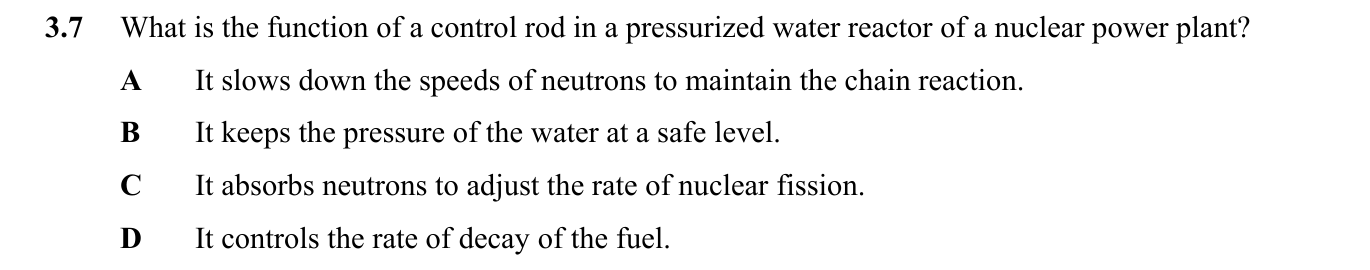 3.7 What is the function of a control rod in a pressurized water reactor of a nuclear power plant?
A It slows down the speeds of neutrons to maintain the chain reaction.
B It keeps the pressure of the water at a safe level.
C It absorbs neutrons to adjust the rate of nuclear fission.
D It controls the rate of decay of the fuel.